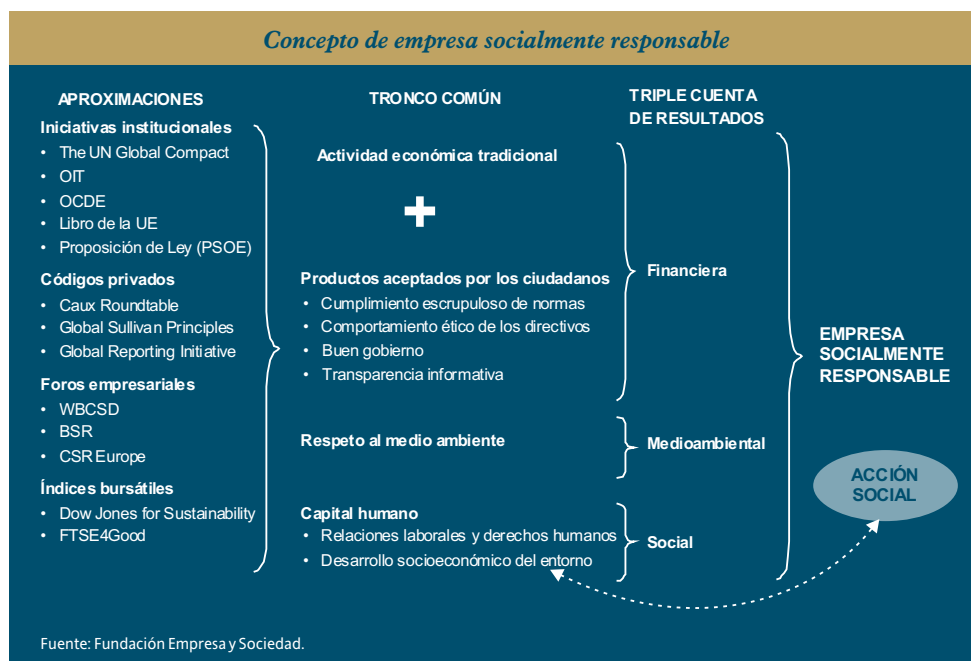 Concepto de empresa socialmente responsable
APROXIMACIONES
Iniciativas institucionales
• The UN Global Compact
• OIT
• OCDE
• Libro de la UE
• Proposición de Ley (PSOE)
Códigos privados
• Caux Roundtable
• Global Sullivan Principles
• Global Reporting Initiative
Foros empresariales
• WBCSD
• BSR
• CSR Europe
Índices bursátiles
• Dow Jones for Sustainability
• FTSE4Good
TRONCO COMÚN
Actividad económica tradicional
+
Productos aceptados por los ciudadanos
• Cumplimiento escrupuloso de normas
• Comportamiento ético de los directivos
• Buen gobierno
• Transparencia informativa
Respeto al medio ambiente
Capital humano
• Relaciones laborales y derechos humanos
• Desarrollo socioeconómico del entorno
TRIPLE CUENTA
DE RESULTADOS
Financiera
Medioambiental
Social
EMPRESA
SOCIALMENTE
RESPONSABLE
ACCIÓN
SOCIAL
Fuente: Fundación Empresa y Sociedad.